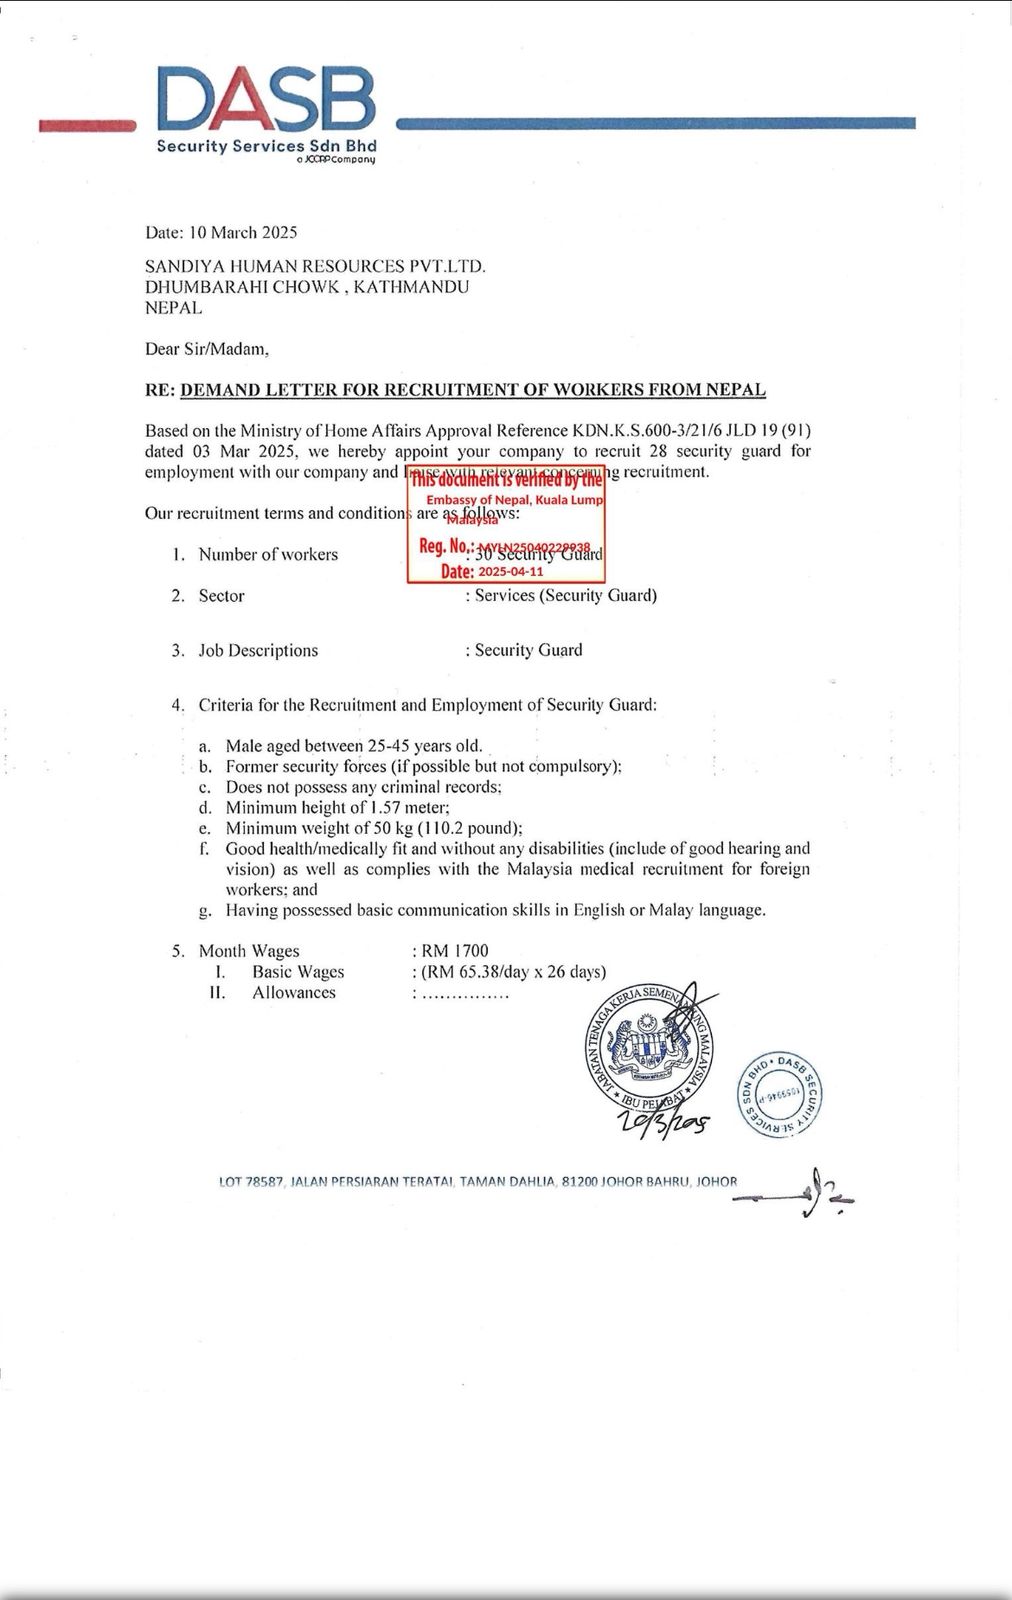 DASB
Security Services Sdn Bhd
a JCORP Company
Date: 10 March 2025
SANDIYA HUMAN RESOURCES PVT.LTD.
DHUMBARAHI CHOWK , KATHMANDU
NEPAL
Dear Sir/Madam,
RE: DEMAND LETTER FOR RECRUITMENT OF WORKERS FROM NEPAL
Based on the Ministry of Home Affairs Approval Reference KDN.K.S.600-3/21/6 JLD 19 (91)
dated 03 Mar 2025, we hereby appoint your company to recruit 28 security guard for
employment with our company and liase with relevant concerning recruitment.
This document is verified by the
Embassy of Nepal, Kuala Lump
Malaysia
Reg. No.: MYLN25040229938
Date: 2025-04-11
Our recruitment terms and conditions are as follows:
1. Number of workers : 30 Security Guard
2. Sector : Services (Security Guard)
3. Job Descriptions : Security Guard
4. Criteria for the Recruitment and Employment of Security Guard:
a. Male aged between 25-45 years old.
b. Former security forces (if possible but not compulsory);
c. Does not possess any criminal records;
d. Minimum height of 1.57 meter;
e. Minimum weight of 50 kg (110.2 pound);
f. Good health/medically fit and without any disabilities (include of good hearing and
vision) as well as complies with the Malaysia medical recruitment for foreign
workers; and
g. Having possessed basic communication skills in English or Malay language.
5. Month Wages : RM 1700
I. Basic Wages : (RM 65.38/day x 26 days)
II. Allowances : ...............
JABATAN TENAGA KERJA SEMENANJUNG MALAYSIA
IBU PEJABAT
20/3/2025
DASB SECURITY SERVICES SDN BHD
LOT 78587, JALAN PERSIARAN TERATAI, TAMAN DAHLIA, 81200 JOHOR BAHRU, JOHOR